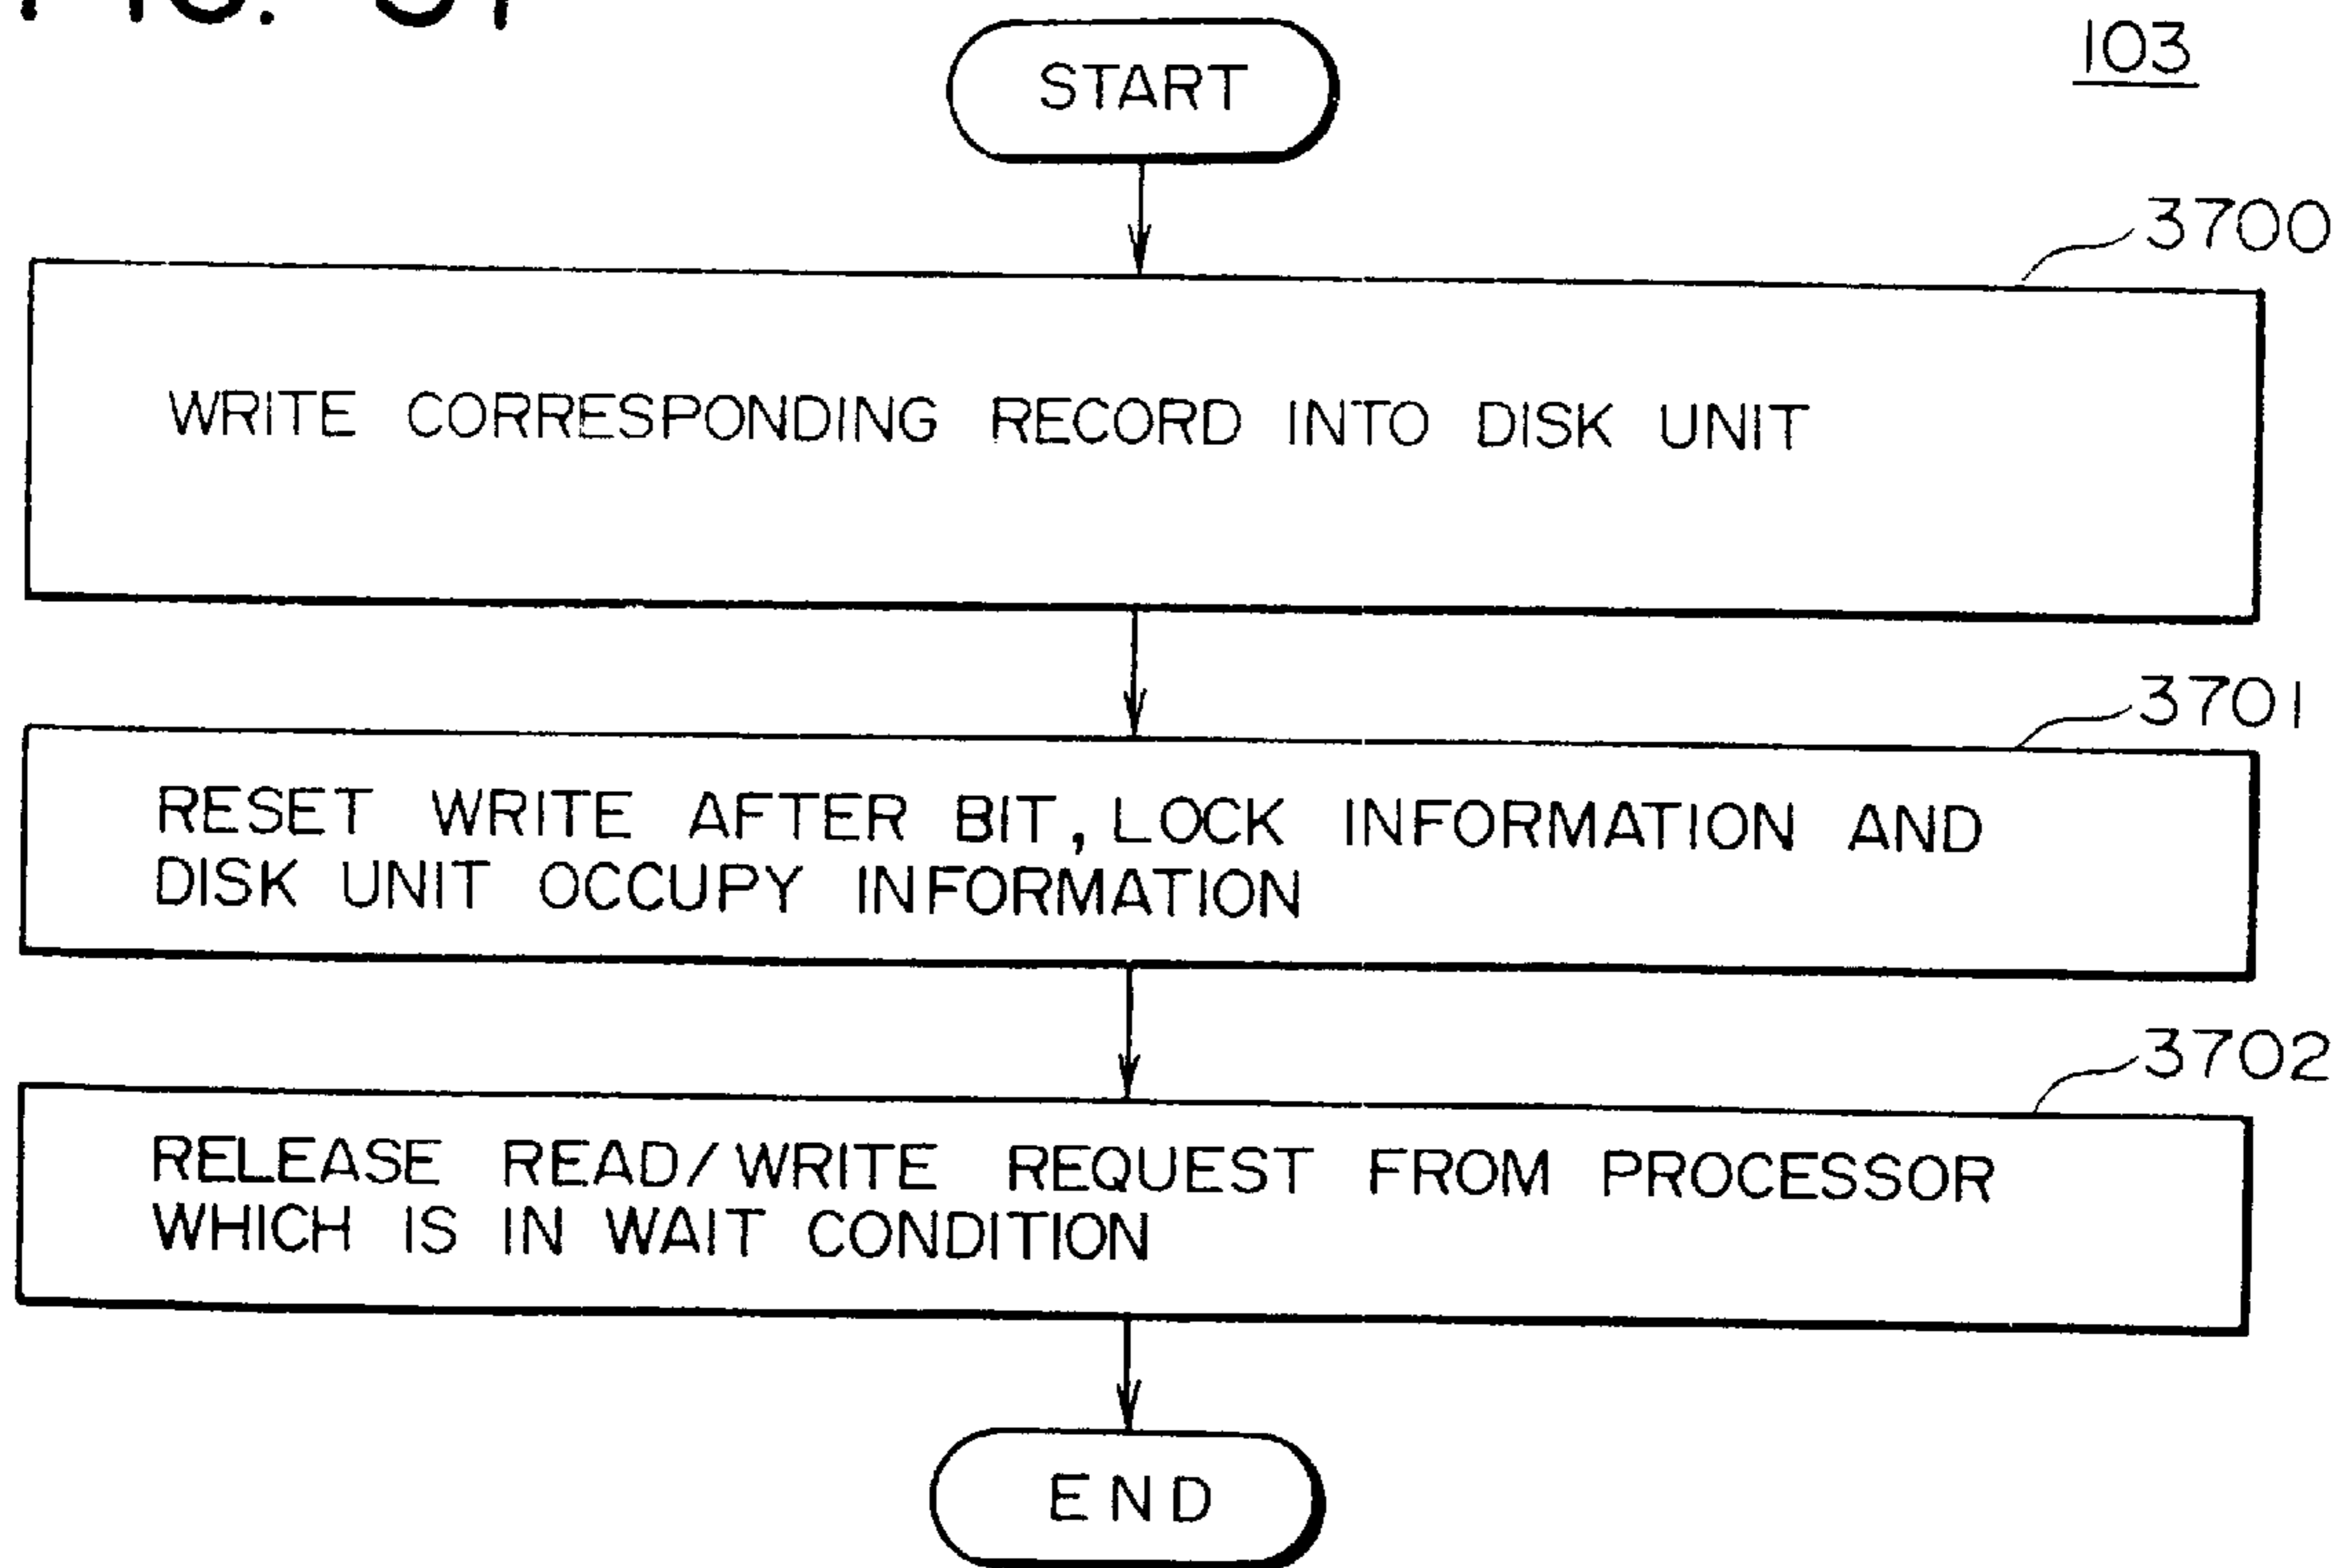 START
103
3700
WRITE CORRESPONDING RECORD INTO DISK UNIT
3701
RESET WRITE AFTER BIT, LOCK INFORMATION AND
DISK UNIT OCCUPY INFORMATION
3702
RELEASE READ/WRITE REQUEST FROM PROCESSOR
WHICH IS IN WAIT CONDITION
END